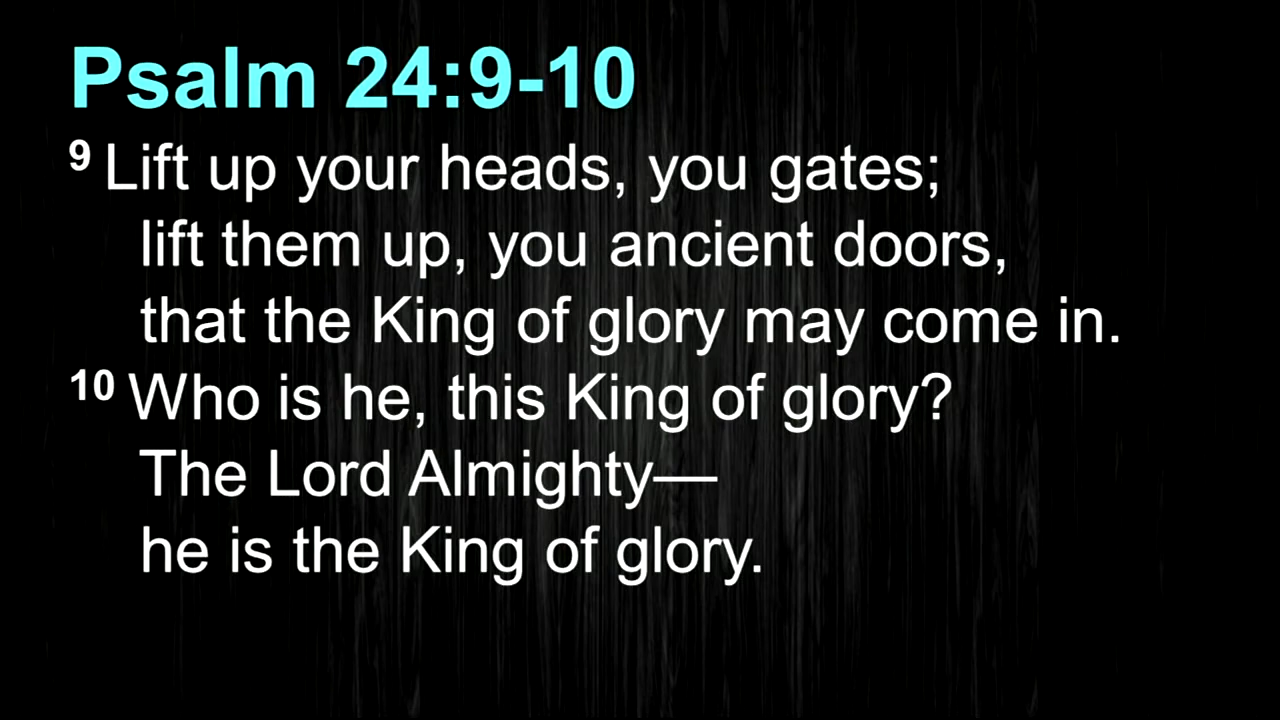 Psalm 24:9-10
9 Lift up your heads, you gates;
lift them up, you ancient doors,
that the King of glory may come in.
10 Who is he, this King of glory?
The Lord Almighty—
he is the King of glory.